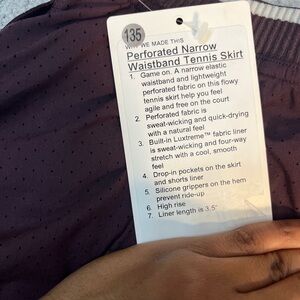 135
WHY WE MADE THIS
Perforated Narrow
Waistband Tennis Skirt
1. Game on. A narrow elastic
waistband and lightweight
perforated fabric on this flowy
tennis skirt help you feel
agile and free on the court
2. Perforated fabric is
sweat-wicking and quick-drying
with a natural feel
3. Built-in Luxtreme™ fabric liner
is sweat-wicking and four-way
stretch with a cool, smooth
feel
4. Drop-in pockets on the skirt
and shorts liner
5. Silicone grippers on the hem
prevent ride-up
6. High rise
7. Liner length is 3.5"